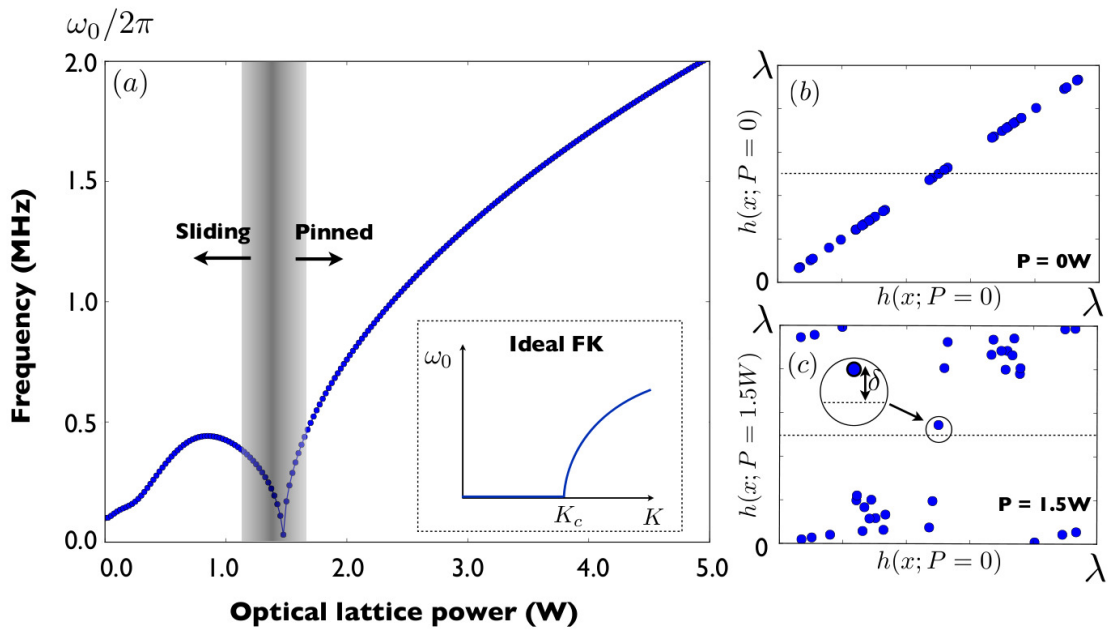 ω₀/2π
(a)
2.0
1.5
1.0
0.5
0.0
Frequency (MHz)
Sliding
Pinned
Ideal FK
ω₀
K_c
K
0.0
1.0
2.0
3.0
4.0
5.0
Optical lattice power (W)
λ
(b)
h(x; P = 0)
P = 0W
0
h(x; P = 0)
λ
λ
(c)
δ
h(x; P = 1.5W)
P = 1.5W
0
h(x; P = 0)
λ